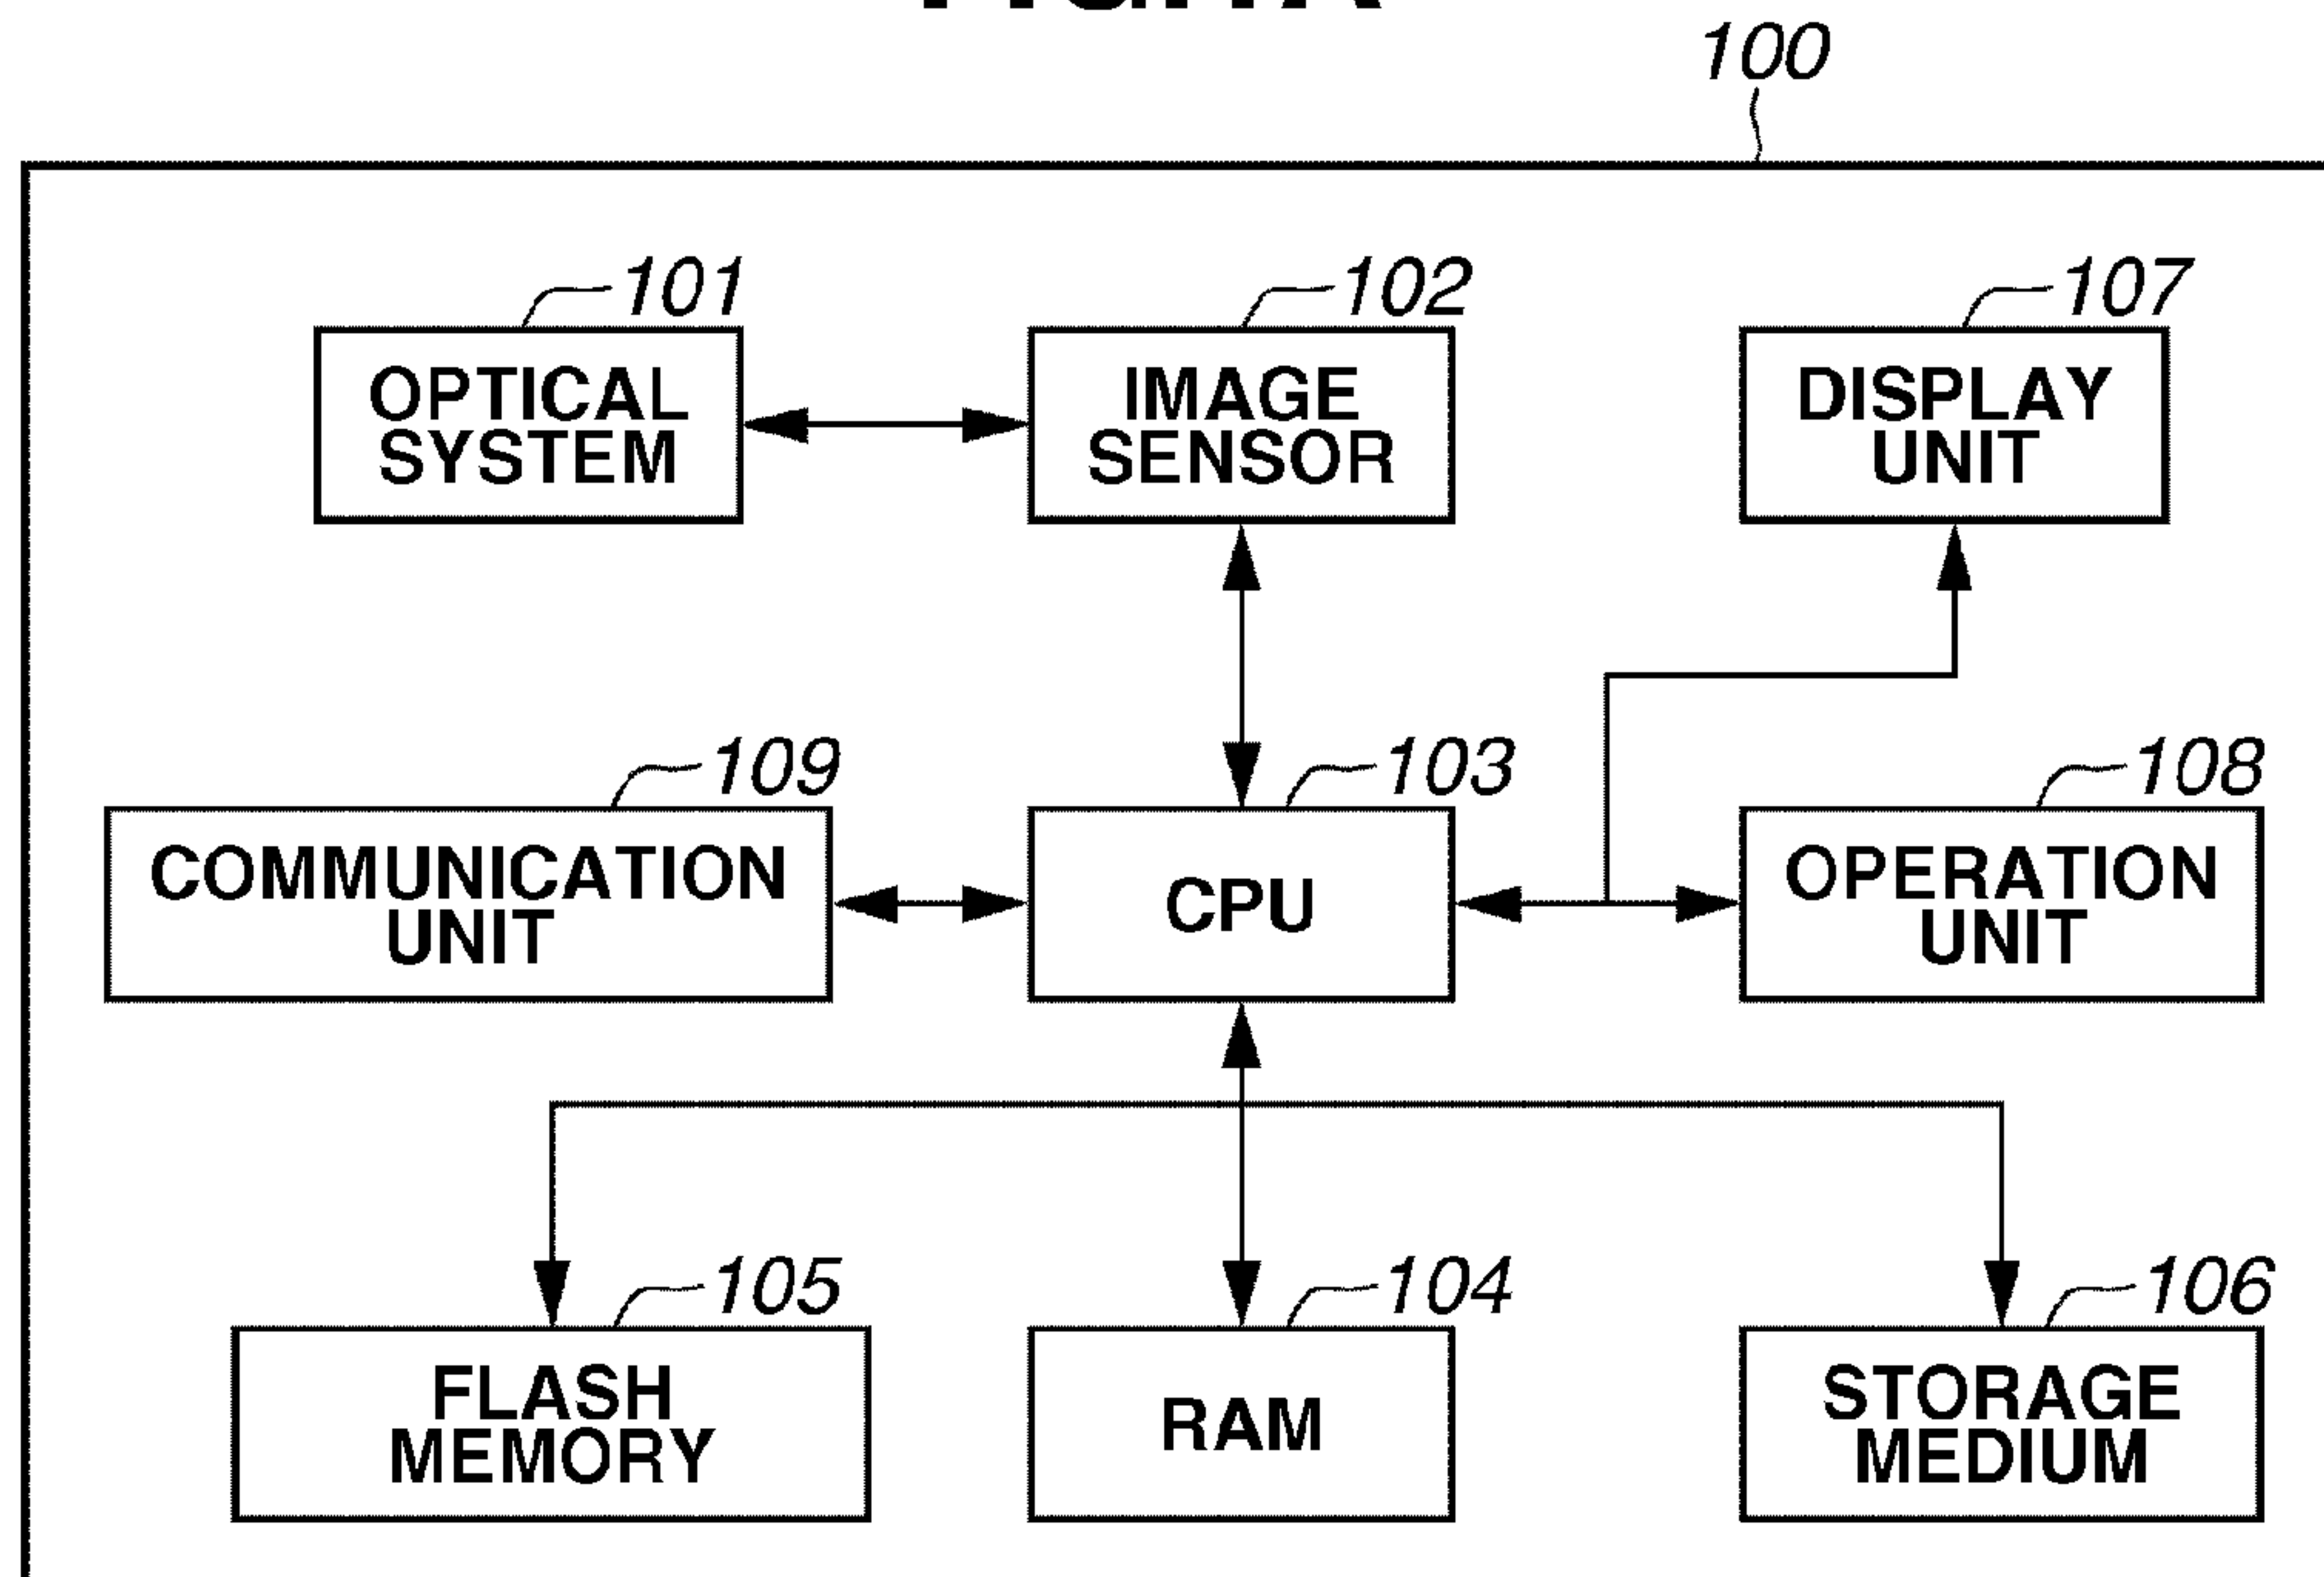 100
101
102
107
OPTICAL
SYSTEM
IMAGE
SENSOR
DISPLAY
UNIT
109
103
108
COMMUNICATION
UNIT
CPU
OPERATION
UNIT
105
104
106
FLASH
MEMORY
RAM
STORAGE
MEDIUM